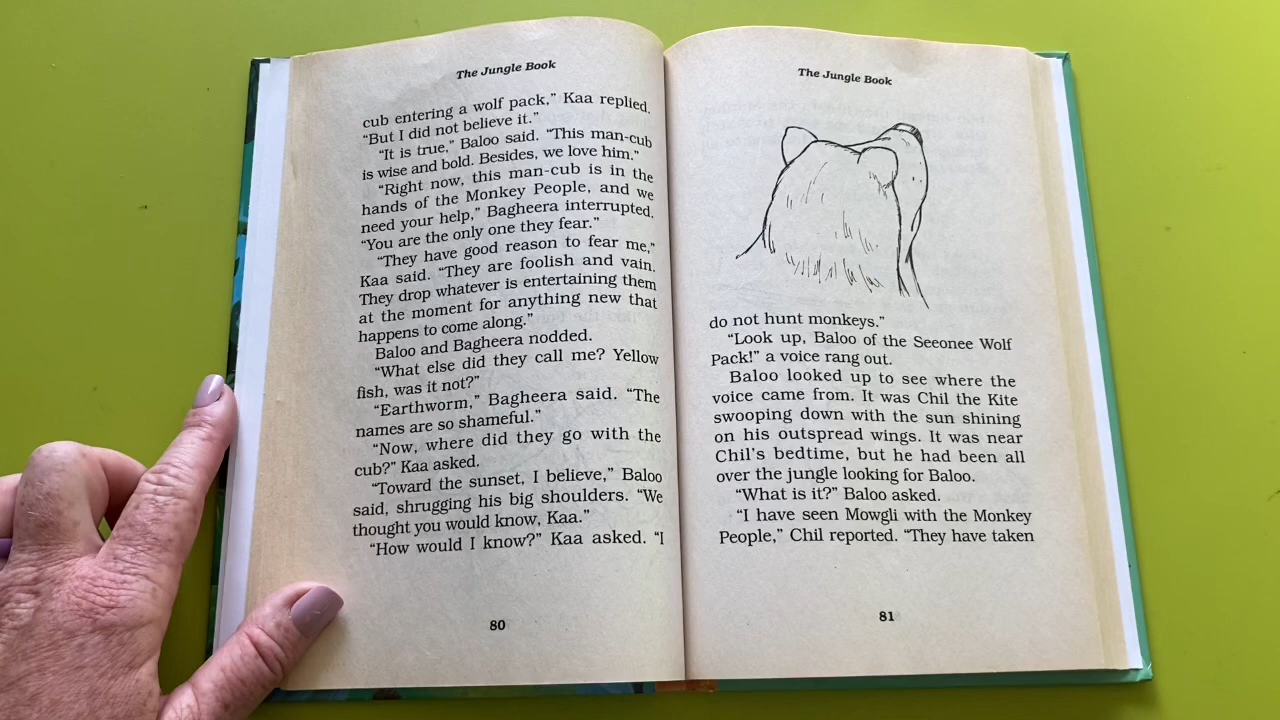 The Jungle Book
cub entering a wolf pack,” Kaa replied.
“But I did not believe it.”
“It is true,” Baloo said. “This man-cub
is wise and bold. Besides, we love him.”
“Right now, this man-cub is in the
hands of the Monkey People, and we
need your help,” Bagheera interrupted.
“You are the only one they fear.”
“They have good reason to fear me,”
Kaa said. “They are foolish and vain.
They drop whatever is entertaining them
at the moment for anything new that
happens to come along.”
Baloo and Bagheera nodded.
“What else did they call me? Yellow
fish, was it not?”
“Earthworm,” Bagheera said. “The
names are so shameful.”
“Now, where did they go with the
cub?” Kaa asked.
“Toward the sunset, I believe,” Baloo
said, shrugging his big shoulders. “We
thought you would know, Kaa.”
“How would I know?” Kaa asked. “I
80
The Jungle Book
do not hunt monkeys.”
“Look up, Baloo of the Seeonee Wolf
Pack!” a voice rang out.
Baloo looked up to see where the
voice came from. It was Chil the Kite
swooping down with the sun shining
on his outspread wings. It was near
Chil’s bedtime, but he had been all
over the jungle looking for Baloo.
“What is it?” Baloo asked.
“I have seen Mowgli with the Monkey
People,” Chil reported. “They have taken
81